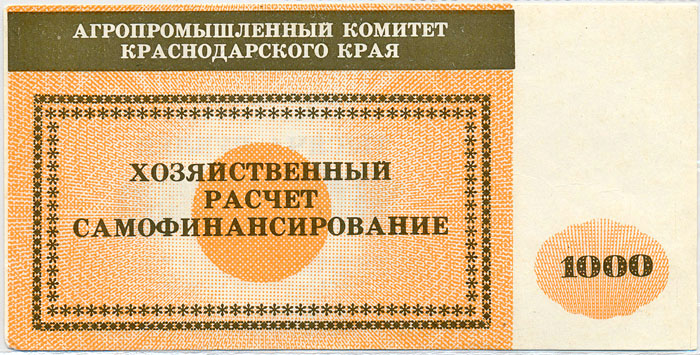 АГРОПРОМЫШЛЕННЫЙ КОМИТЕТ
КРАСНОДАРСКОГО КРАЯ
ХОЗЯЙСТВЕННЫЙ
РАСЧЕТ
САМОФИНАНСИРОВАНИЕ
1000